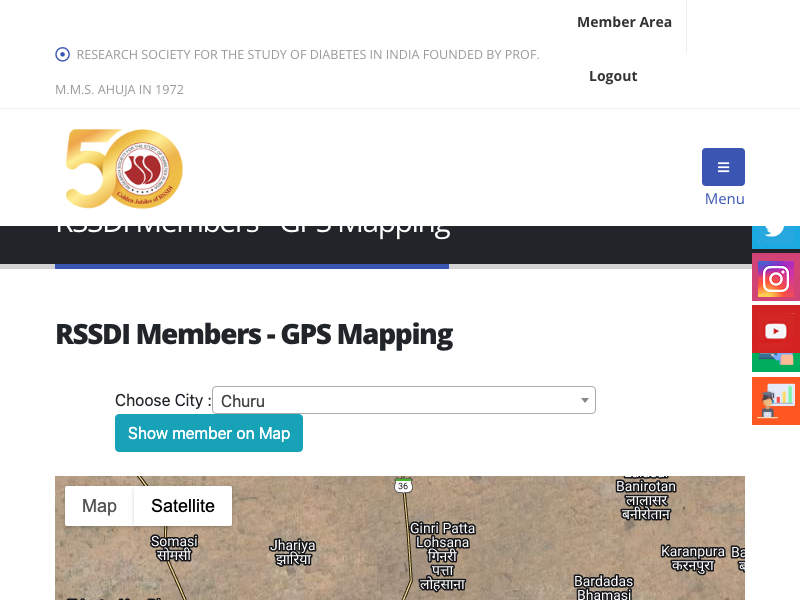 Member Area
RESEARCH SOCIETY FOR THE STUDY OF DIABETES IN INDIA FOUNDED BY PROF.
M.M.S. AHUJA IN 1972
Logout
50
Golden Jubilee of RSSDI
Menu
RSSDI Members - GPS Mapping
RSSDI Members - GPS Mapping
Choose City :
Churu
Show member on Map
Map
Satellite
36
Banirotan
लालासर
बनीरोतान
Somasi
सोमसी
Jhariya
झारिया
Ginri Patta
Lohsana
गिनरी
पत्ता
लोहसाना
Karanpura
करनपुरा
Bardadas
Bhamasi